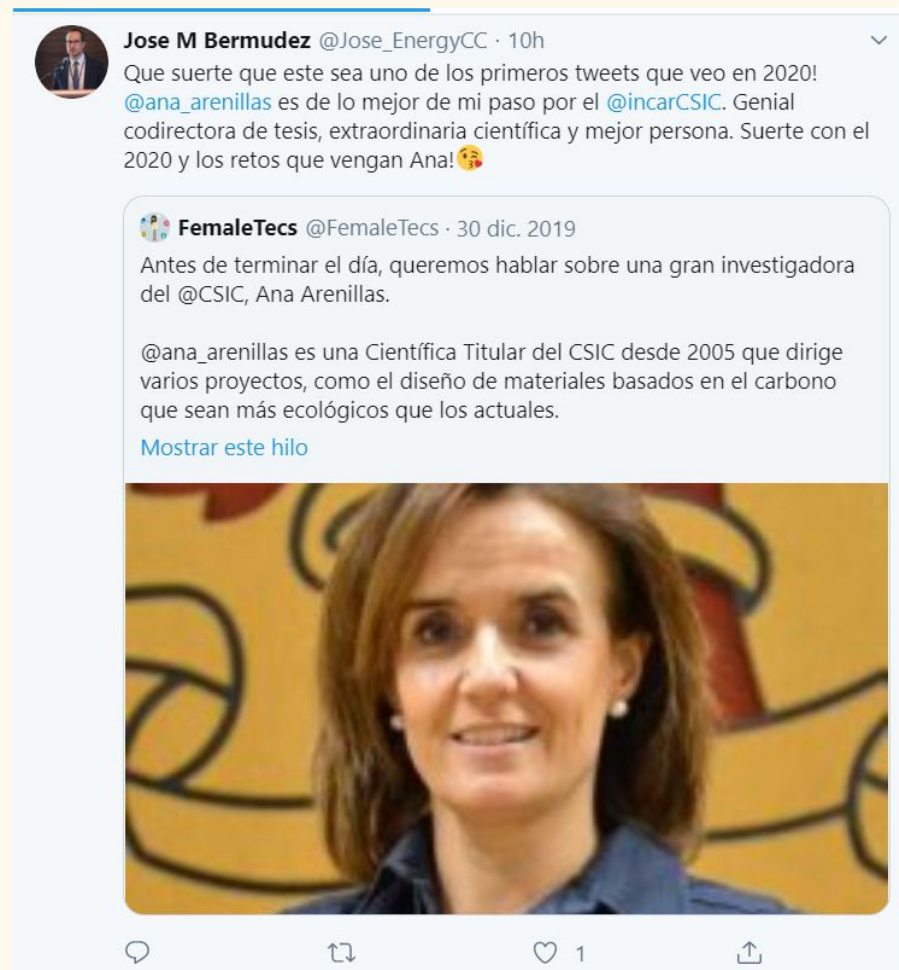 Jose M Bermudez @Jose_EnergyCC · 10h
Que suerte que este sea uno de los primeros tweets que veo en 2020!
@ana_arenillas es de lo mejor de mi paso por el @incarCSIC. Genial
codirectora de tesis, extraordinaria científica y mejor persona. Suerte con el
2020 y los retos que vengan Ana!😘
FemaleTecs @FemaleTecs · 30 dic. 2019
Antes de terminar el día, queremos hablar sobre una gran investigadora
del @CSIC, Ana Arenillas.
@ana_arenillas es una Científica Titular del CSIC desde 2005 que dirige
varios proyectos, como el diseño de materiales basados en el carbono
que sean más ecológicos que los actuales.
Mostrar este hilo
1